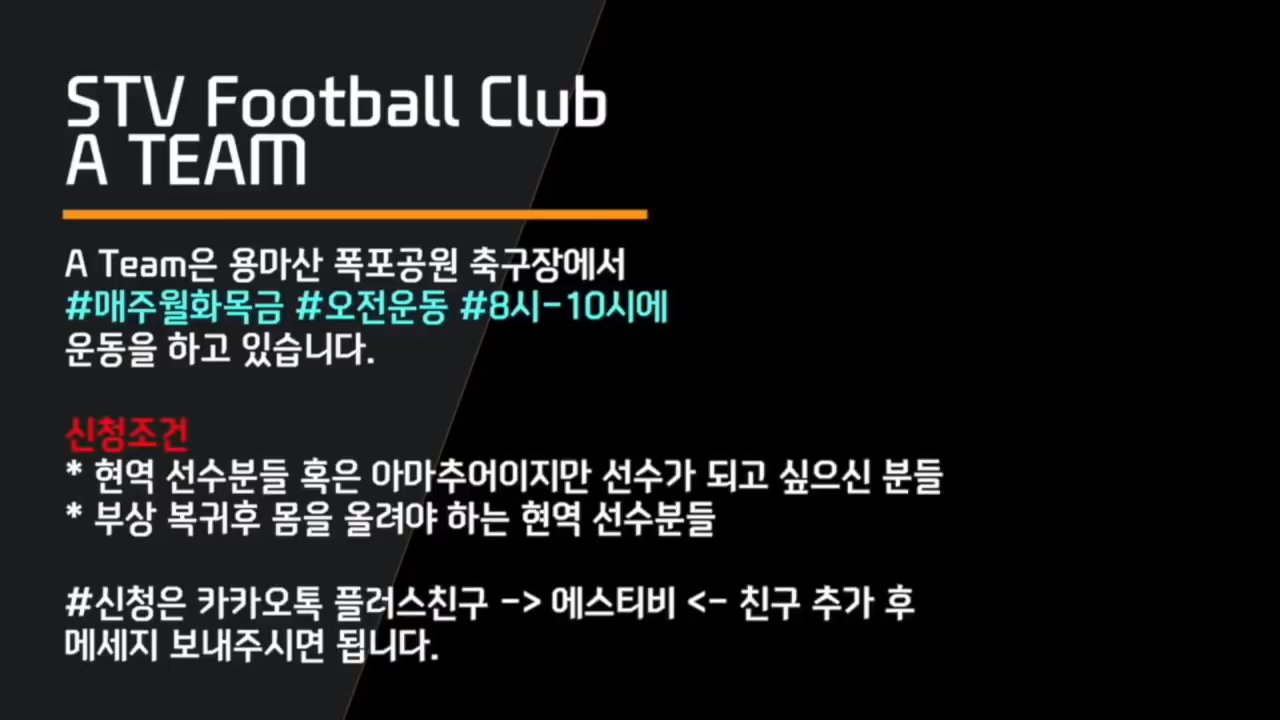 STV Football Club
A TEAM
A Team은 용마산 폭포공원 축구장에서
#매주월화목금 #오전운동 #8시-10시에
운동을 하고 있습니다.
신청조건
* 현역 선수분들 혹은 아마추어이지만 선수가 되고 싶으신 분들
* 부상 복귀후 몸을 올려야 하는 현역 선수분들
#신청은 카카오톡 플러스친구 -> 에스티비 <- 친구 추가 후
메세지 보내주시면 됩니다.